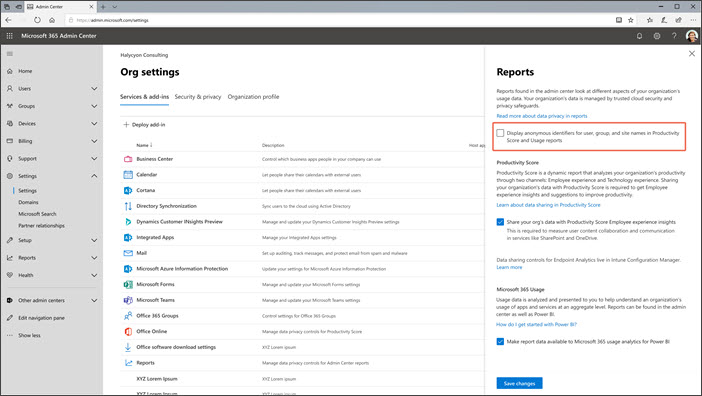 Admin Center
https://admin.microsoft.com/settings
Microsoft 365 Admin Center
Home
Users
Groups
Devices
Billing
Support
Settings
Settings
Domains
Microsoft Search
Partner relationships
Setup
Reports
Health
Other admin centers
Edit navigation pane
Show less
Halycyon Consulting
Org settings
Services & add-ins
Security & privacy
Organization profile
Deploy add-in
Name
Description
Host app
Business Center
Control which business apps people in your company can use
Calendar
Let people share their calendars with external users
Cortana
Let people share their calendars with external users
Directory Synchronization
Sync users to the cloud using Active Directory
Dynamics Customer INsights Preview
Manage and update your Dynamics Customer Insights settings
Integrated Apps
Manage and update your Integrated Apps settings
Mail
Set up auditing, track messages, and protect email from spam and malware
Microsoft Azure Information Protection
Update your settings for Microsoft Azure Information Protection
Microsoft Forms
Manage and update your Microsoft Forms settings
Microsoft Teams
Manage and update your Microsoft Teams settings
Office 365 Groups
Control settings for Office 365 Groups
Office Online
Manage data privacy controls for Productivity Score
Office software download settings
XYZ Lorem Ipsum
Reports
Manage data privacy controls for Admin Center reports
XYZ Lorem Ipsum
XYZ Lorem Ipsum
XYZ Lorem Ipsum
XYZ Lorem Ipsum
Reports
Reports found in the admin center look at different aspects of your organization's
usage data. Your organization's data is managed by trusted cloud security and
privacy safeguards.
Read more about data privacy in reports
Display anonymous identifiers for user, group, and site names in Productivity
Score and Usage reports
Productivity Score
Productivity Score is a dynamic report that analyzes your organization's productivity
through two channels: Employee experience and Technology experience. Sharing
your organization's data with Productivity Score is required to get Employee
experience insights and suggestions to improve productivity.
Learn about data sharing in Productivity Score
Share your org's data with Productivity Score Employee experience insights
This is required to measure user content collaboration and communication
in services like SharePoint and OneDrive.
Data sharing controls for Endpoint Analytics live in Intune Configuration Manager.
Learn more
Microsoft 365 Usage
Usage data is analyzed and presented to you to help understand an organization's
usage of apps and services at an aggregate level. Reports can be found in the admin
center as well as Power BI.
How do I get started with Power BI?
Make report data available to Microsoft 365 usage analytics for Power BI
Save changes